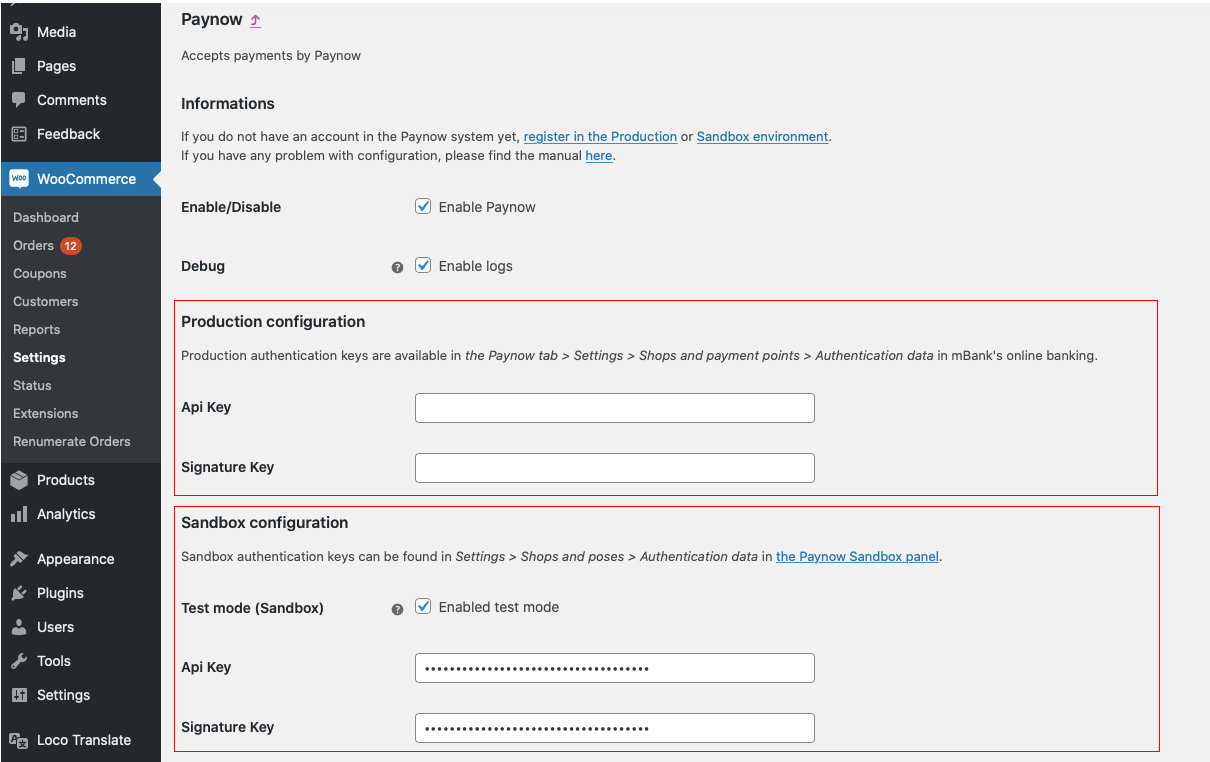 Media
Pages
Comments
Feedback
Woo WooCommerce
Dashboard
Orders 12
Coupons
Customers
Reports
Settings
Status
Extensions
Renumerate Orders
Products
Analytics
Appearance
Plugins
Users
Tools
Settings
Loco Translate
Paynow ⤴
Accepts payments by Paynow
Informations
If you do not have an account in the Paynow system yet, register in the Production or Sandbox environment.
If you have any problem with configuration, please find the manual here.
Enable/Disable Enable Paynow
Debug ? Enable logs
Production configuration
Production authentication keys are available in the Paynow tab > Settings > Shops and payment points > Authentication data in mBank's online banking.
Api Key
Signature Key
Sandbox configuration
Sandbox authentication keys can be found in Settings > Shops and poses > Authentication data in the Paynow Sandbox panel.
Test mode (Sandbox) ? Enabled test mode
Api Key ••••••••••••••••••••••••••••••••••••
Signature Key ••••••••••••••••••••••••••••••••••••